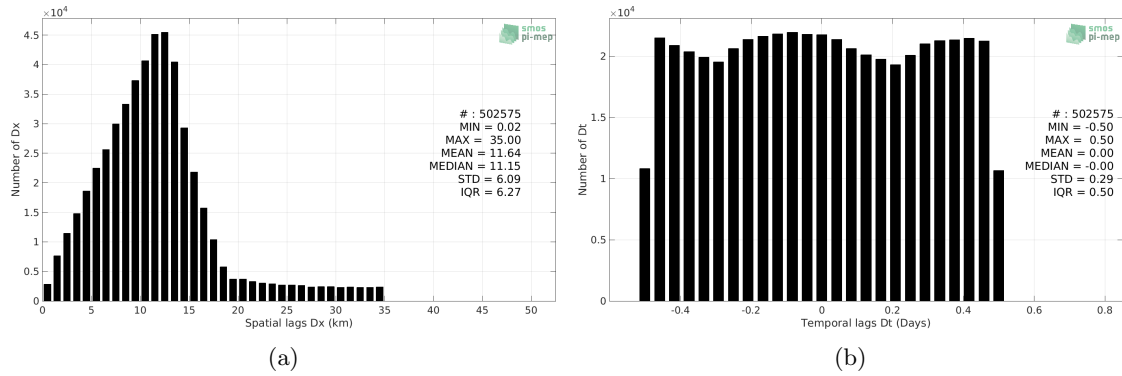 ×10⁴
4.5
4
3.5
3
2.5
2
1.5
1
0.5
0
Number of Dx
0 5 10 15 20 25 30 35 40 45 50
Spatial lags Dx (km)
smos
pi-mep
# : 502575
MIN = 0.02
MAX = 35.00
MEAN = 11.64
MEDIAN = 11.15
STD = 6.09
IQR = 6.27
(a)
×10⁴
2
1.5
1
0.5
0
Number of Dt
-0.4 -0.2 0 0.2 0.4 0.6 0.8
Temporal lags Dt (Days)
smos
pi-mep
# : 502575
MIN = -0.50
MAX = 0.50
MEAN = 0.00
MEDIAN = -0.00
STD = 0.29
IQR = 0.50
(b)